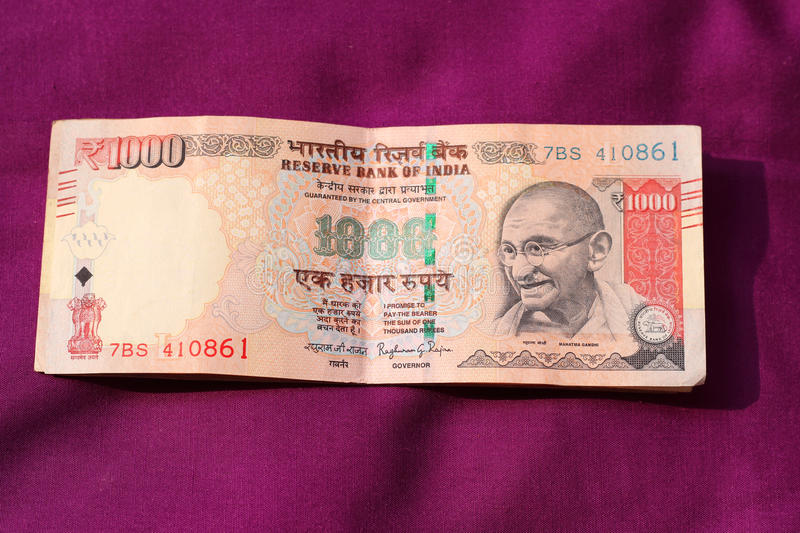 ₹1000
भारतीय रिज़र्व बैंक
RESERVE BANK OF INDIA
केन्द्रीय सरकार द्वारा प्रत्याभूत
GUARANTEED BY THE CENTRAL GOVERNMENT
7BS 410861
₹1000
1000
एक हज़ार रुपये
मैं धारक को
एक हज़ार रुपये
अदा करने का
वचन देता हूँ।
I PROMISE TO
PAY THE BEARER
THE SUM OF ONE
THOUSAND RUPEES
7BS 410861
रघुराम जी राजन
Raghuram G. Rajan
गवर्नर
GOVERNOR
महात्मा गांधी
MAHATMA GANDHI
सत्यमेव जयते
dreamstime